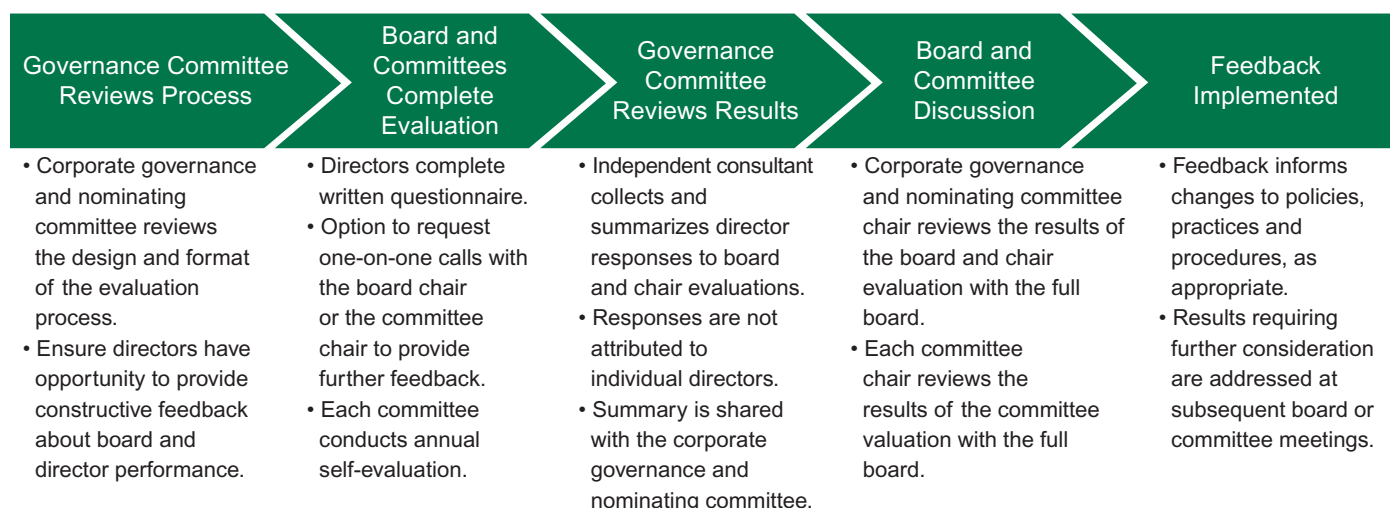 Governance Committee
Reviews Process
Board and
Committees
Complete
Evaluation
Governance
Committee
Reviews Results
Board and
Committee
Discussion
Feedback
Implemented
• Corporate governance
and nominating
committee reviews
the design and format
of the evaluation
process.
• Ensure directors have
opportunity to provide
constructive feedback
about board and
director performance.
• Directors complete
written questionnaire.
• Option to request
one-on-one calls with
the board chair
or the committee
chair to provide
further feedback.
• Each committee
conducts annual
self-evaluation.
• Independent consultant
collects and
summarizes director
responses to board
and chair evaluations.
• Responses are not
attributed to
individual directors.
• Summary is shared
with the corporate
governance and
nominating committee.
• Corporate governance
and nominating committee
chair reviews the results of
the board and chair
evaluation with the full
board.
• Each committee
chair reviews the
results of the committee
valuation with the full
board.
• Feedback informs
changes to policies,
practices and
procedures, as
appropriate.
• Results requiring
further consideration
are addressed at
subsequent board or
committee meetings.